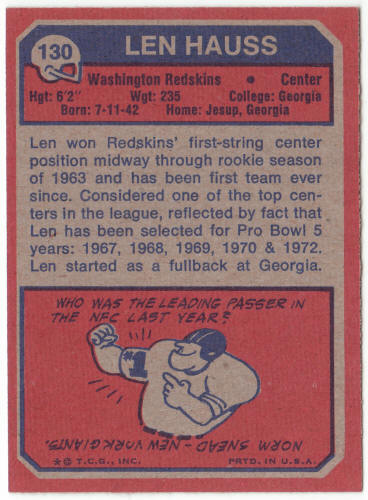 130
LEN HAUSS
Washington Redskins • Center
Hgt: 6'2" Wgt: 235 College: Georgia
Born: 7-11-42 Home: Jesup, Georgia
Len won Redskins' first-string center
position midway through rookie season
of 1963 and has been first team ever
since. Considered one of the top cen-
ters in the league, reflected by fact that
Len has been selected for Pro Bowl 5
years: 1967, 1968, 1969, 1970 & 1972.
Len started as a fullback at Georgia.
WHO WAS THE LEADING PASSER IN
THE NFC LAST YEAR?
#1
NORM SNEAD - NEW YORK GIANTS.
* © T.C.G., INC. PRTD. IN U.S.A.